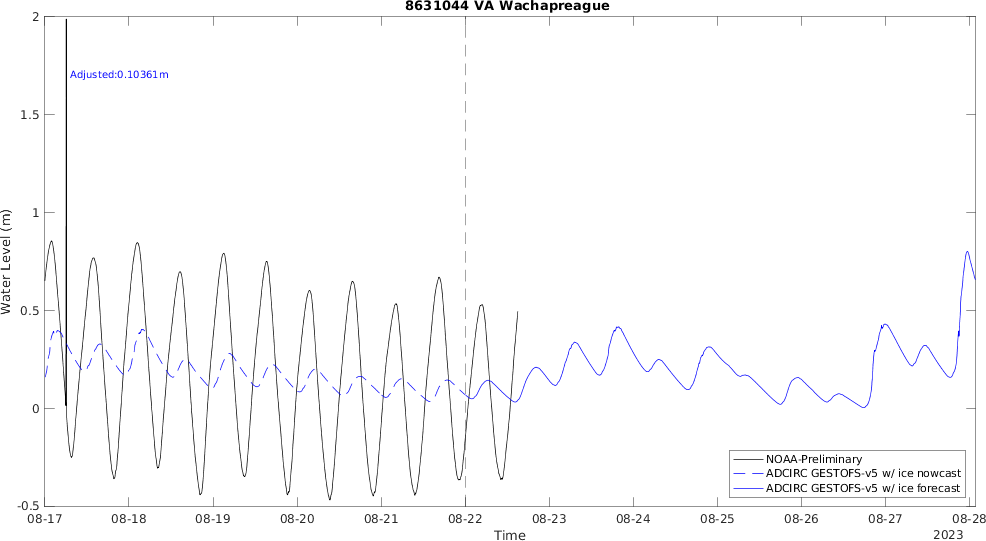 8631044 VA Wachapreague
Adjusted:0.10361m
Water Level (m)
2
1.5
1
0.5
0
-0.5
08-17 08-18 08-19 08-20 08-21 08-22 08-23 08-24 08-25 08-26 08-27 08-28
Time
2023
NOAA-Preliminary
ADCIRC GESTOFS-v5 w/ ice nowcast
ADCIRC GESTOFS-v5 w/ ice forecast